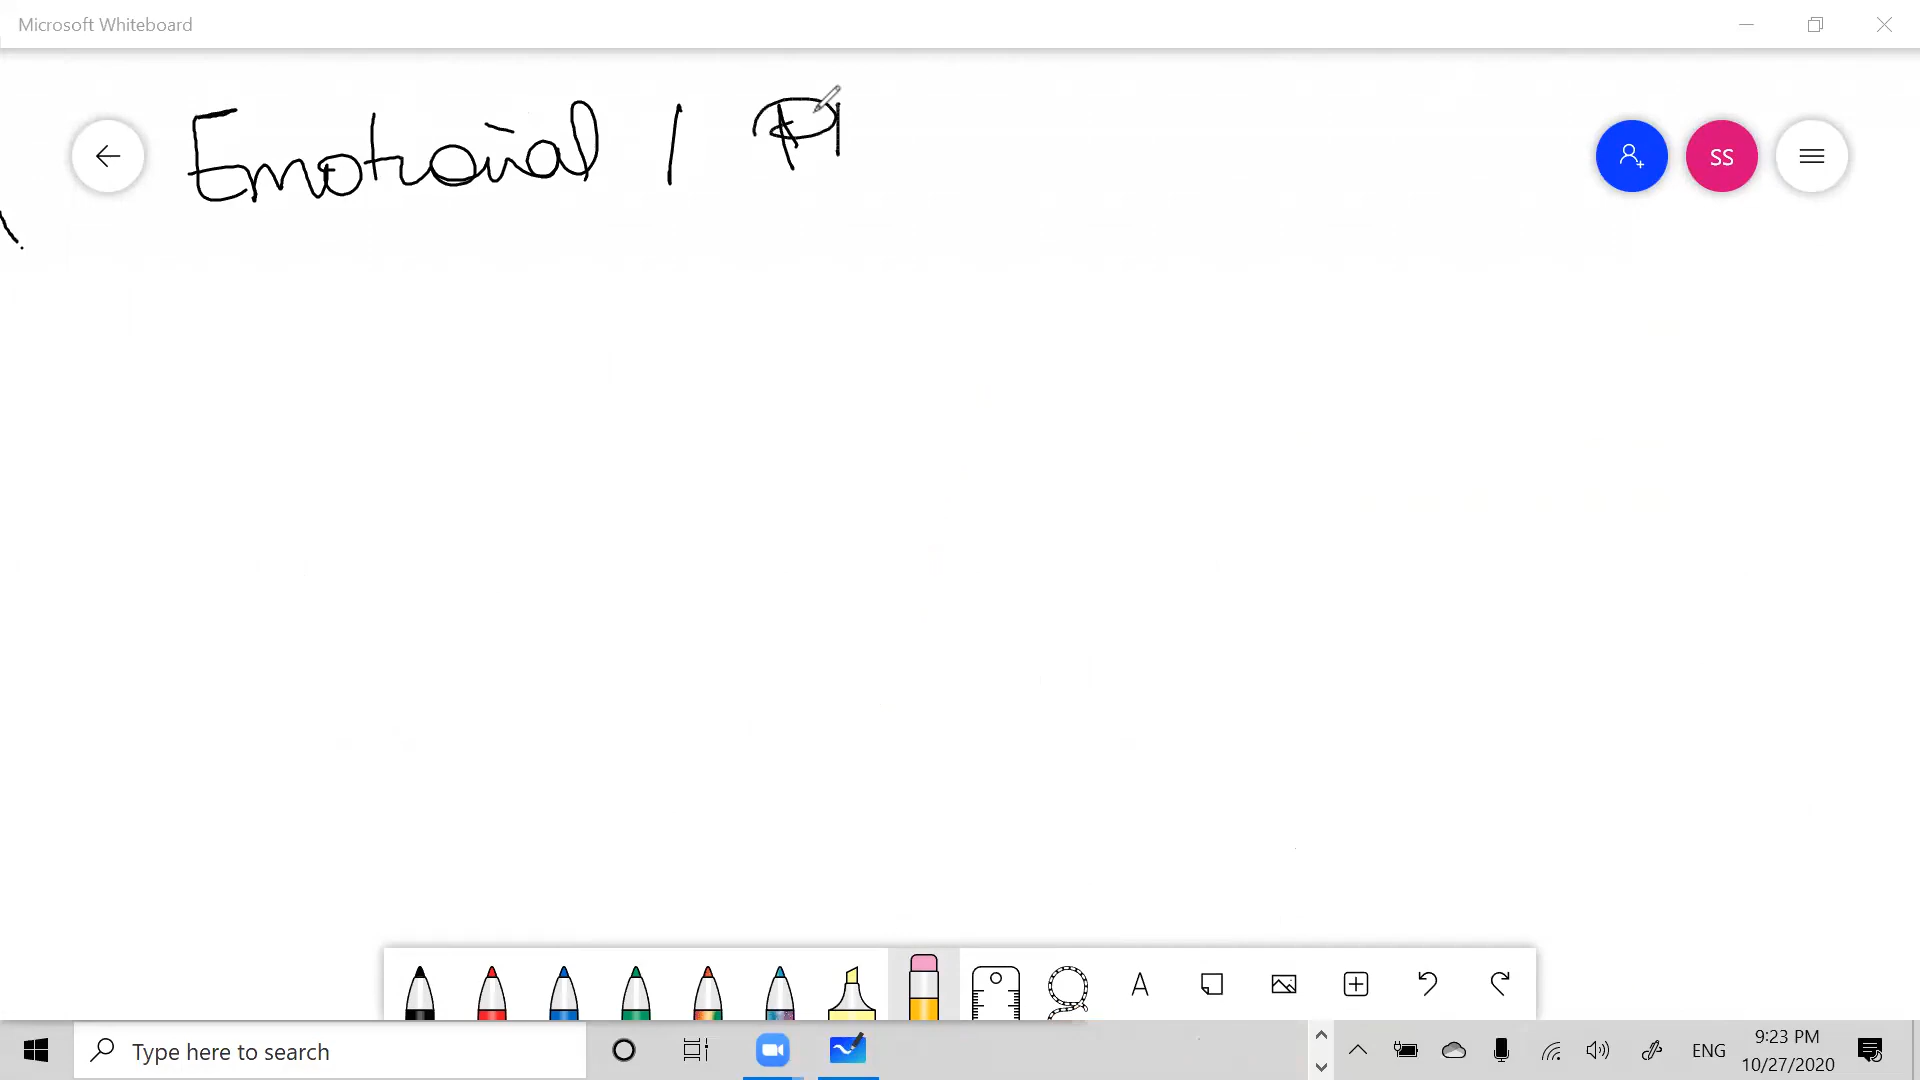 Microsoft Whiteboard
Emotional / P
SS
A
Type here to search
ENG
9:23 PM
10/27/2020